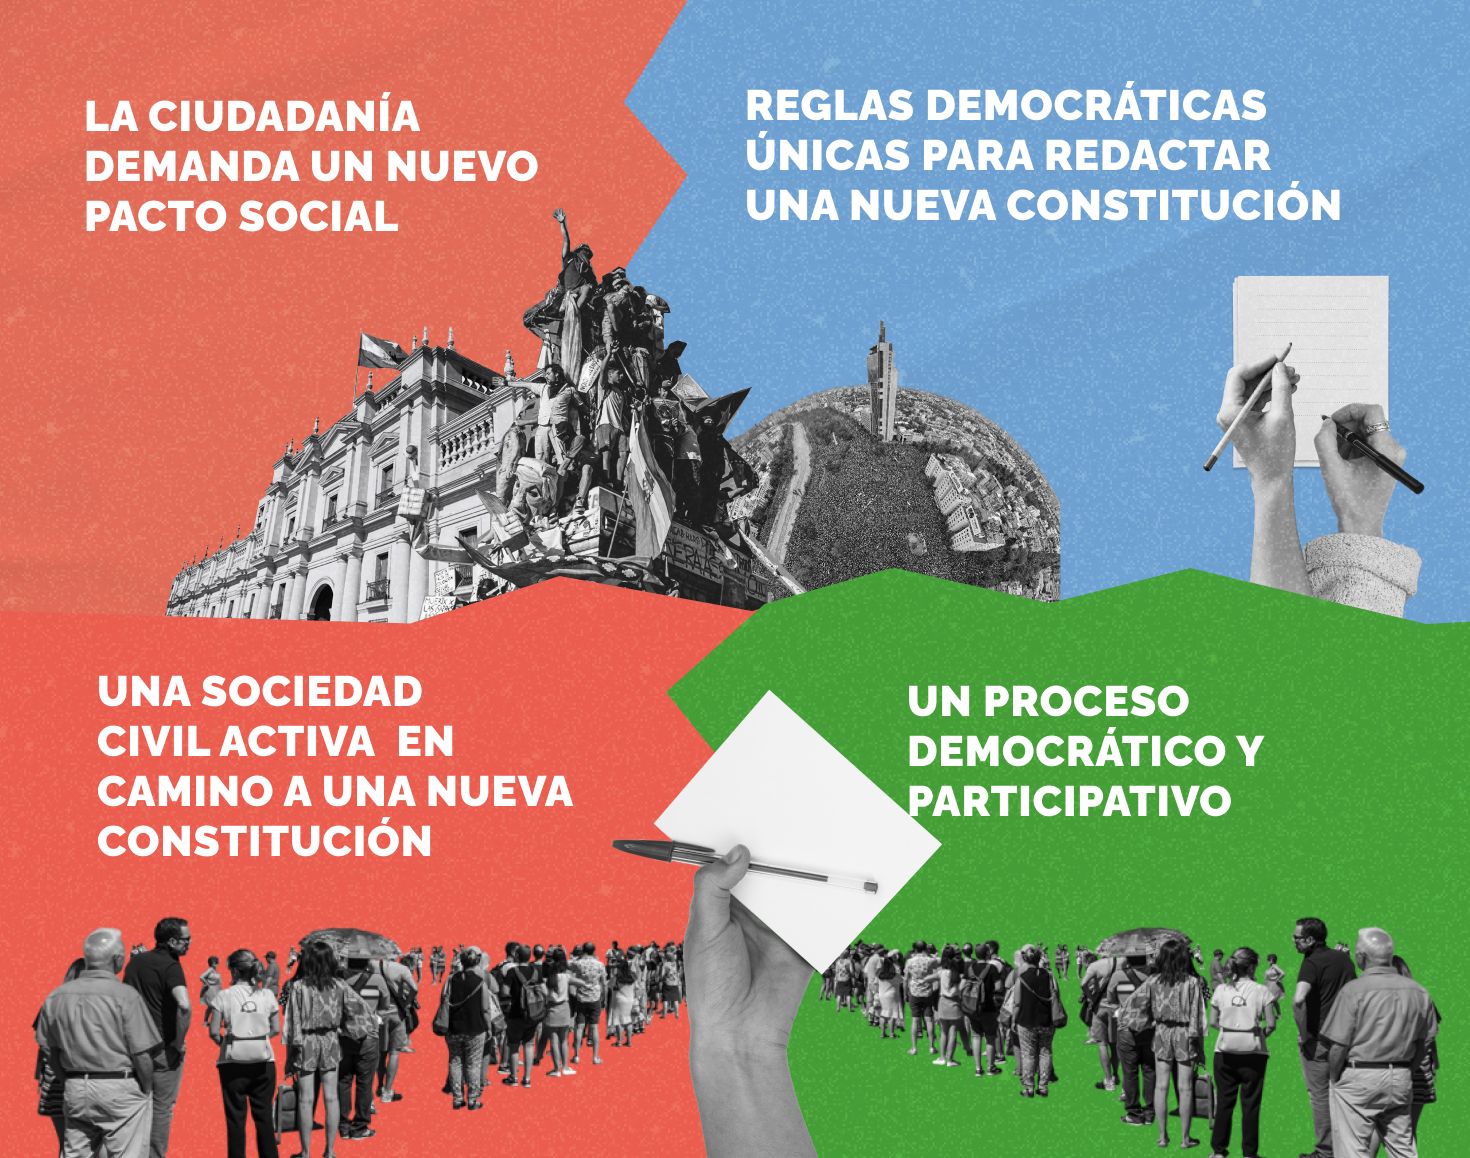 LA CIUDADANÍA
DEMANDA UN NUEVO
PACTO SOCIAL
REGLAS DEMOCRÁTICAS
ÚNICAS PARA REDACTAR
UNA NUEVA CONSTITUCIÓN
UNA SOCIEDAD
CIVIL ACTIVA EN
CAMINO A UNA NUEVA
CONSTITUCIÓN
UN PROCESO
DEMOCRÁTICO Y
PARTICIPATIVO